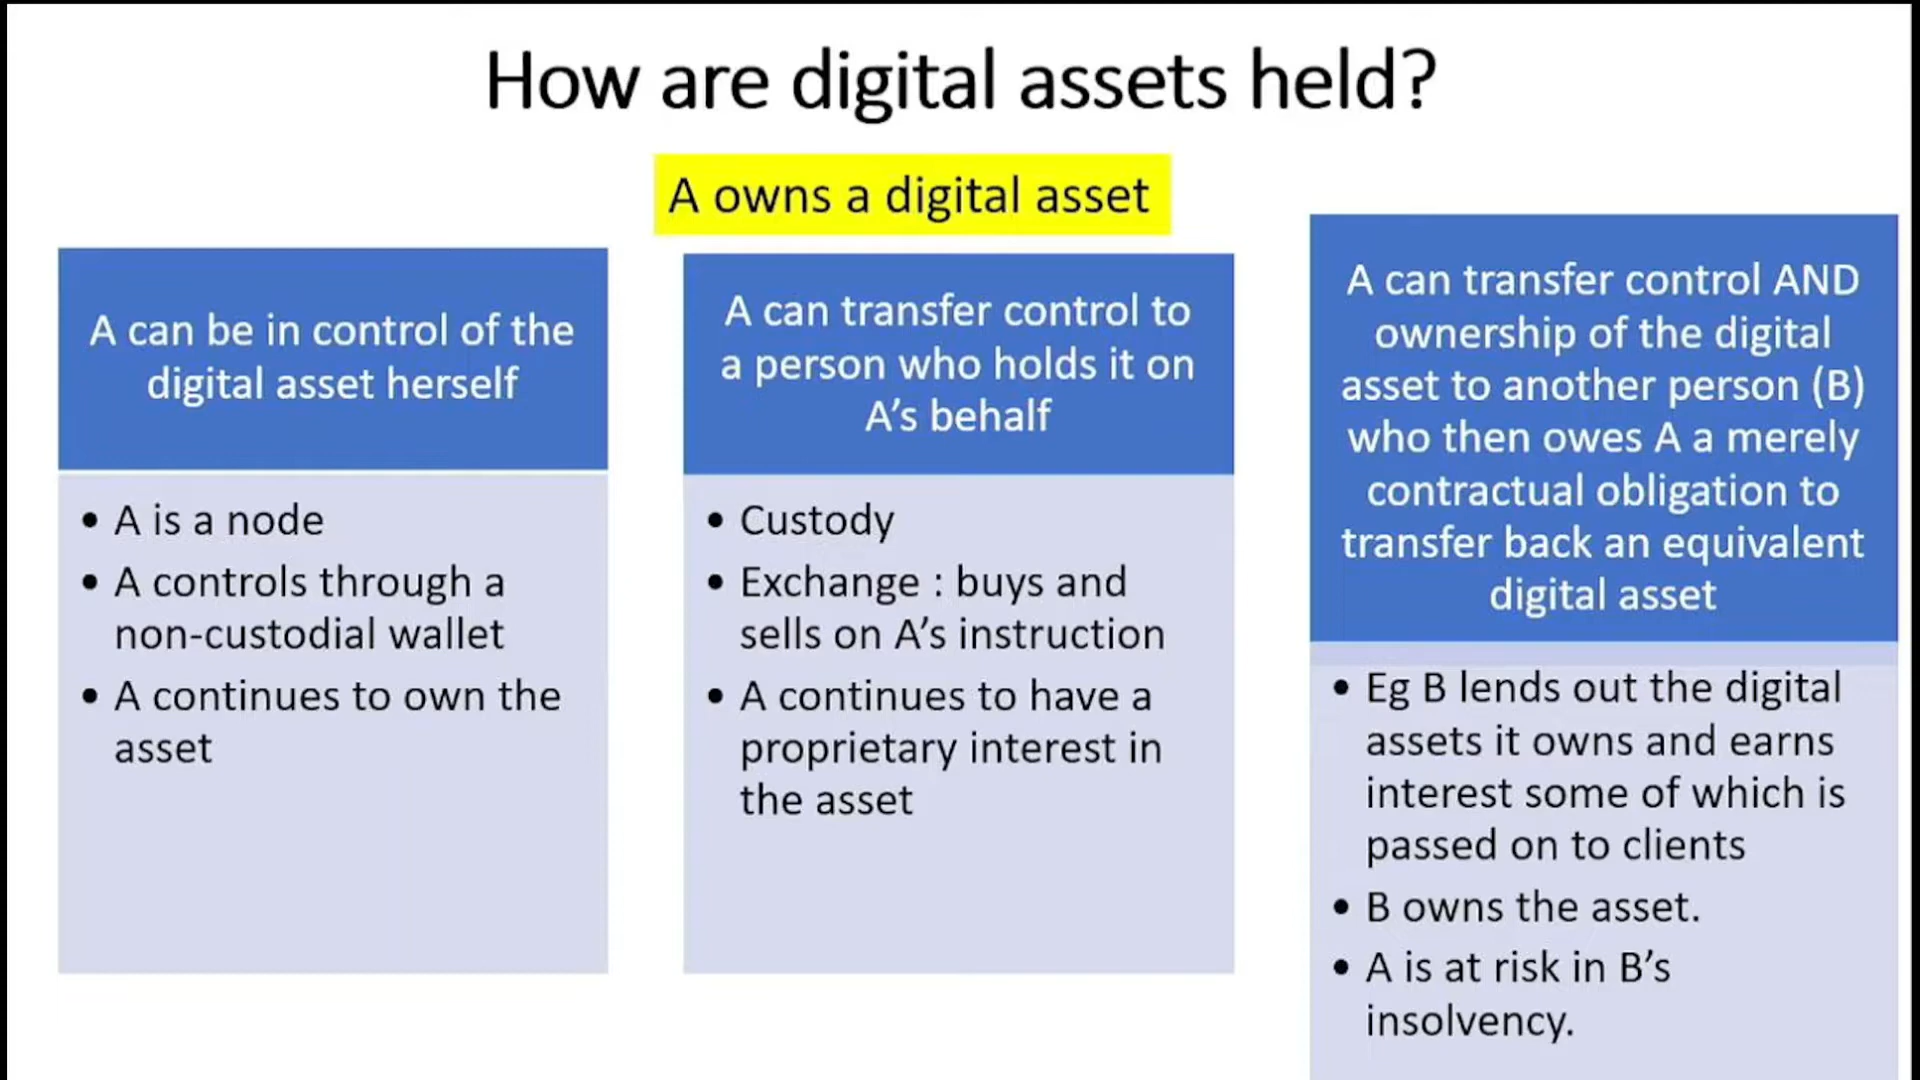 How are digital assets held?
A owns a digital asset
A can be in control of the
digital asset herself
• A is a node
• A controls through a
non-custodial wallet
• A continues to own the
asset
A can transfer control to
a person who holds it on
A’s behalf
• Custody
• Exchange : buys and
sells on A’s instruction
• A continues to have a
proprietary interest in
the asset
A can transfer control AND
ownership of the digital
asset to another person (B)
who then owes A a merely
contractual obligation to
transfer back an equivalent
digital asset
• Eg B lends out the digital
assets it owns and earns
interest some of which is
passed on to clients
• B owns the asset.
• A is at risk in B’s
insolvency.